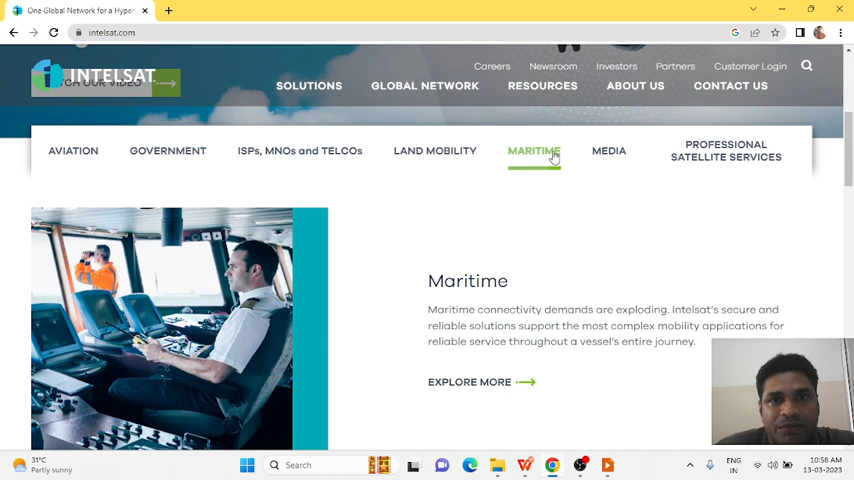 One Global Network for a Hyper
intelsat.com
Careers Newsroom Investors Partners Customer Login
INTELSAT
SOLUTIONS GLOBAL NETWORK RESOURCES ABOUT US CONTACT US
OUR VIDEO
AVIATION GOVERNMENT ISPs, MNOs and TELCOs LAND MOBILITY MARITIME MEDIA PROFESSIONAL
SATELLITE SERVICES
Maritime
Maritime connectivity demands are exploding. Intelsat's secure and
reliable solutions support the most complex mobility applications for
reliable service throughout a vessel's entire journey.
EXPLORE MORE
31°C
Partly sunny
Search
ENG
IN
10:58 AM
13-03-2023